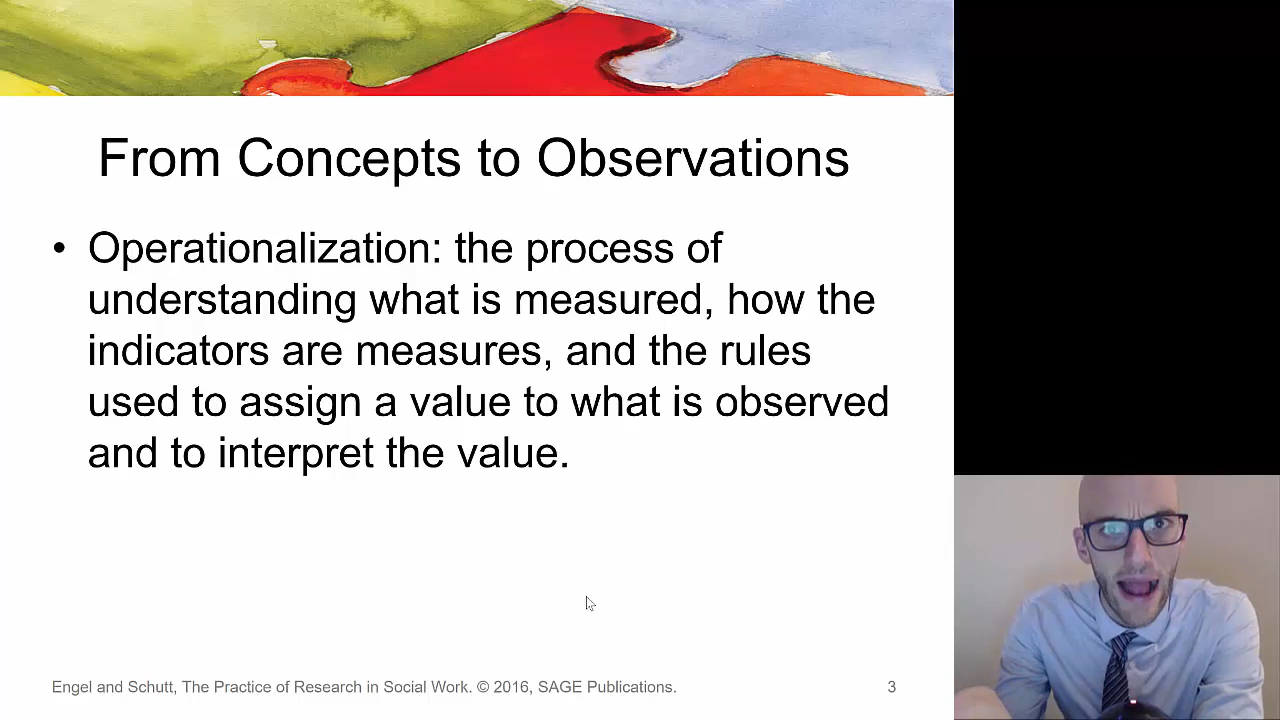 From Concepts to Observations
• Operationalization: the process of
understanding what is measured, how the
indicators are measures, and the rules
used to assign a value to what is observed
and to interpret the value.
Engel and Schutt, The Practice of Research in Social Work. © 2016, SAGE Publications.
3